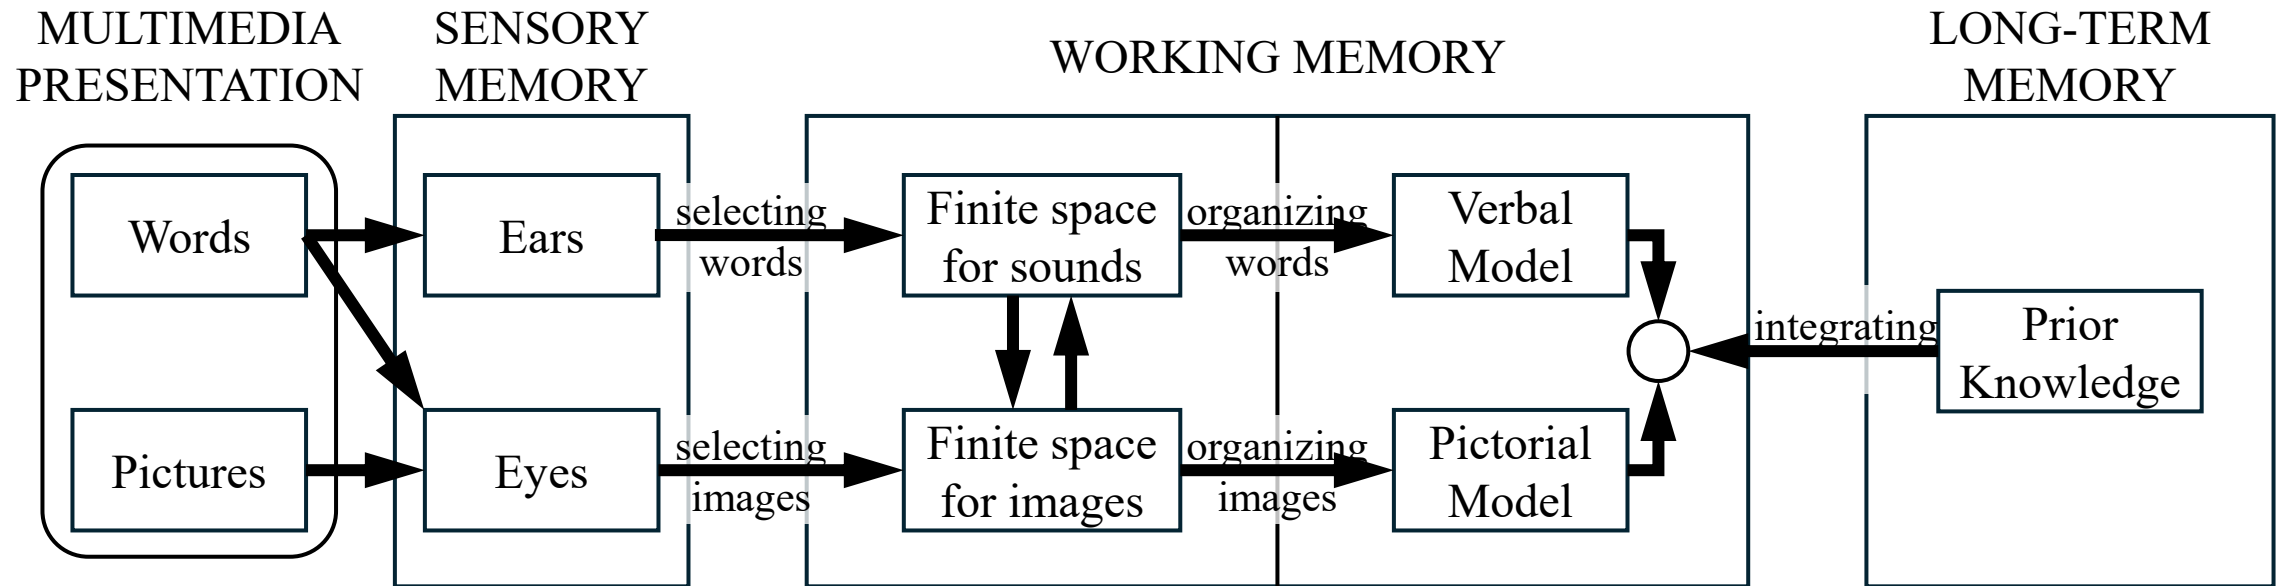 MULTIMEDIA
PRESENTATION
SENSORY
MEMORY
WORKING MEMORY
LONG-TERM
MEMORY
Words
Ears
selecting
words
Finite space
for sounds
organizing
words
Verbal
Model
integrating
Prior
Knowledge
Pictures
Eyes
selecting
images
Finite space
for images
organizing
images
Pictorial
Model